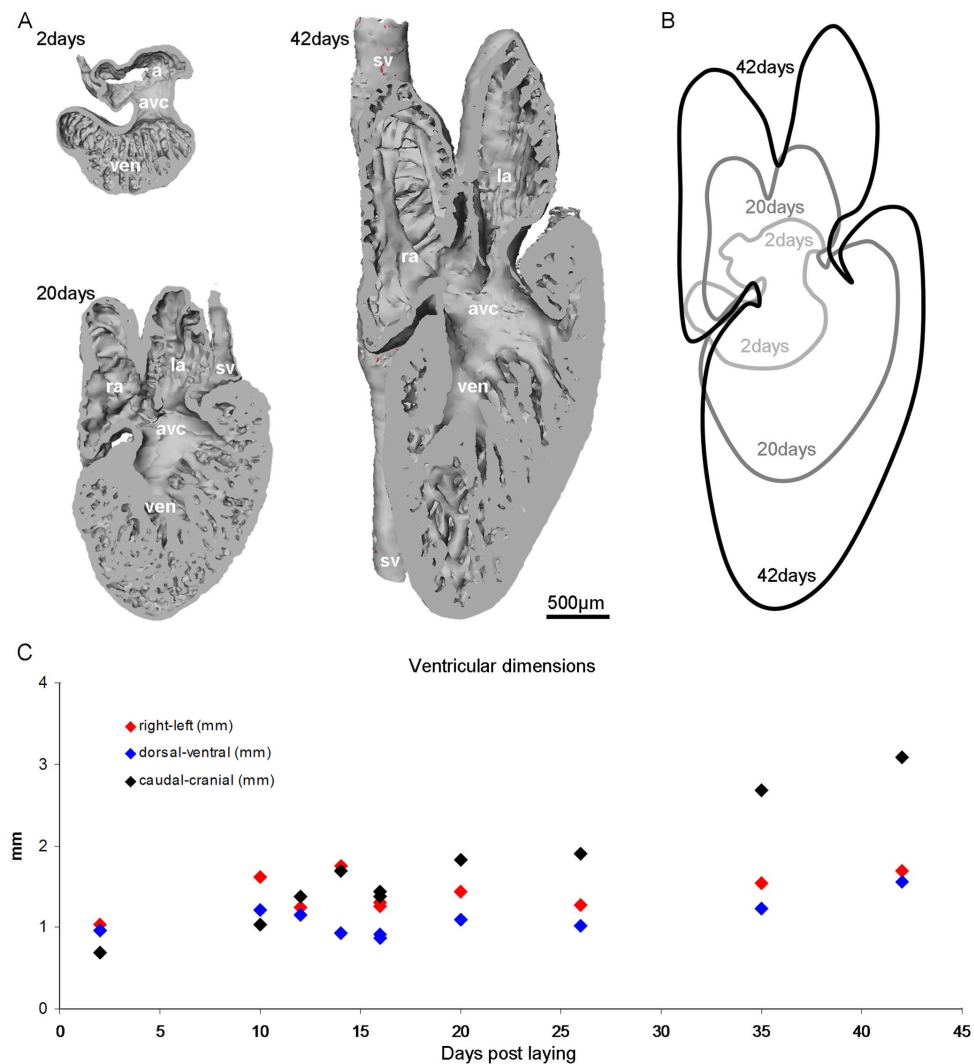 A
2days
a
avc
ven
20days
ra
la
sv
avc
ven
42days
sv
la
ra
avc
ven
sv
500µm
B
42days
20days
2days
2days
20days
42days
C
Ventricular dimensions
4
3
2
1
0
mm
right-left (mm)
dorsal-ventral (mm)
caudal-cranial (mm)
0 5 10 15 20 25 30 35 40 45
Days post laying